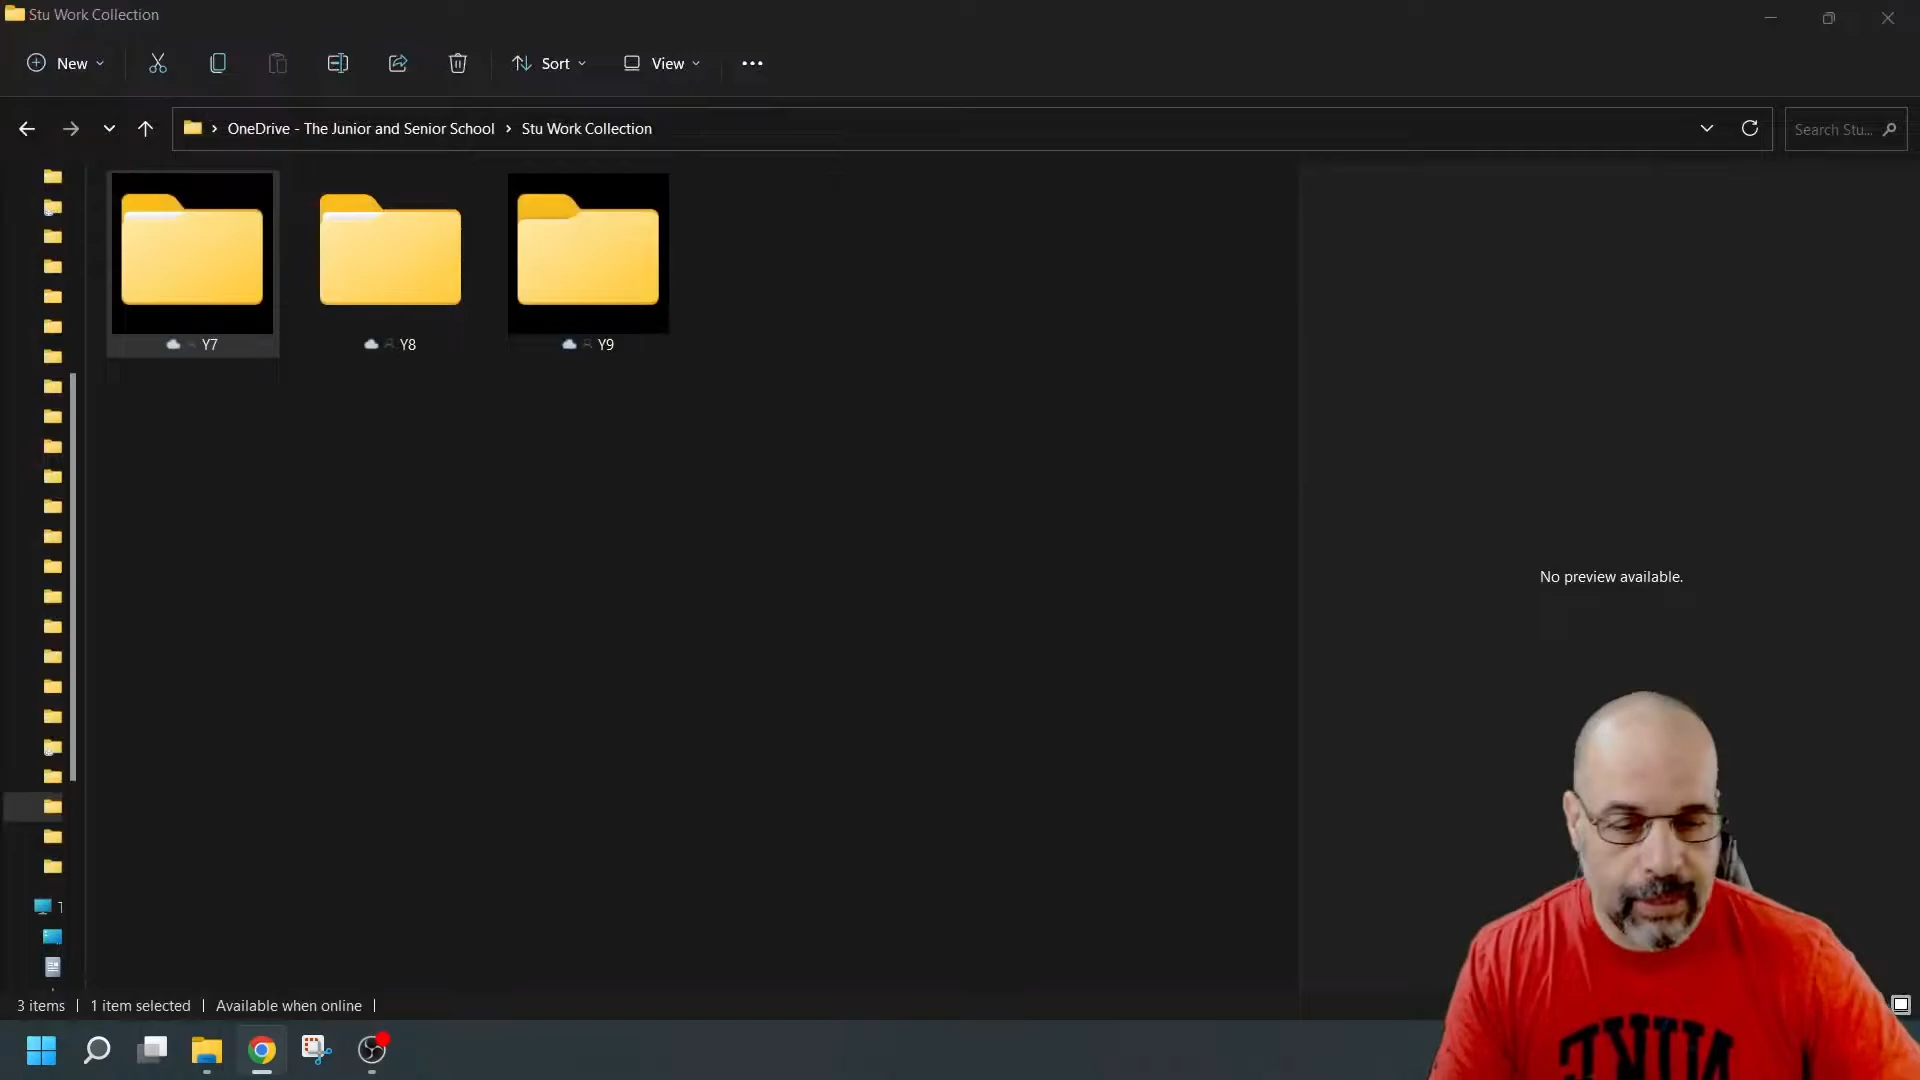 Stu Work Collection
New
Sort
View
OneDrive - The Junior and Senior School
Stu Work Collection
Search Stu...
Y7
Y8
Y9
No preview available.
T
3 items
1 item selected
Available when online